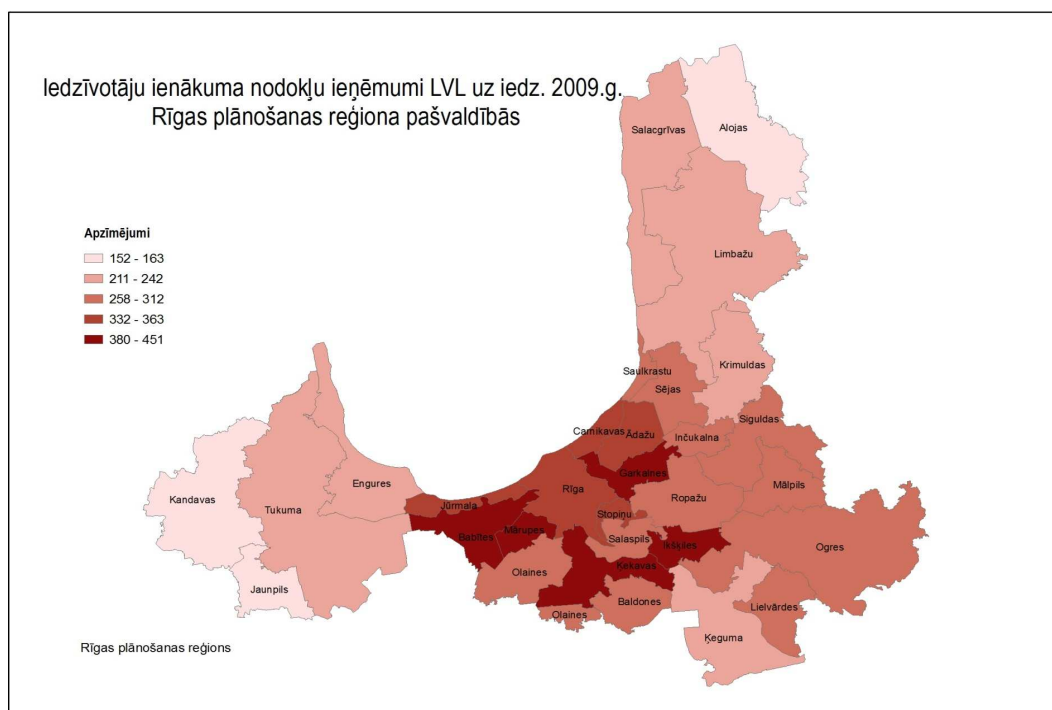 Iedzīvotāju ienākuma nodokļu ieņēmumi LVL uz iedz. 2009.g.
Rīgas plānošanas reģiona pašvaldībās
Apzīmējumi
152 - 163
211 - 242
258 - 312
332 - 363
380 - 451
Salacgrīvas
Alojas
Limbažu
Krimuldas
Saulkrastu
Sējas
Siguldas
Carnikavas
Ādažu
Inčukalna
Garkalnes
Mālpils
Kandavas
Tukuma
Engures
Jūrmala
Rīga
Ropažu
Stopiņu
Babītes
Mārupes
Salaspils
Ikšķiles
Ogres
Olaines
Ķekavas
Jaunpils
Baldones
Lielvārdes
Olaines
Ķeguma
Rīgas plānošanas reģions